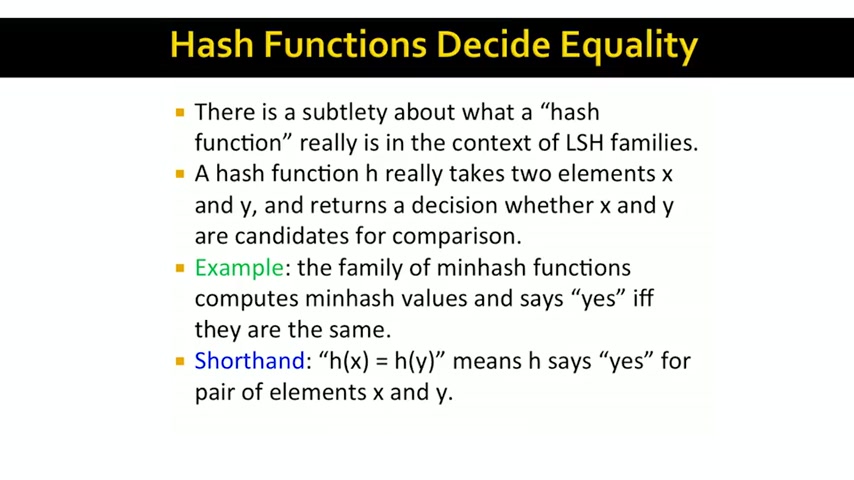 Hash Functions Decide Equality
There is a subtlety about what a “hash
function” really is in the context of LSH families.
A hash function h really takes two elements x
and y, and returns a decision whether x and y
are candidates for comparison.
Example: the family of minhash functions
computes minhash values and says “yes” iff
they are the same.
Shorthand: “h(x) = h(y)” means h says “yes” for
pair of elements x and y.